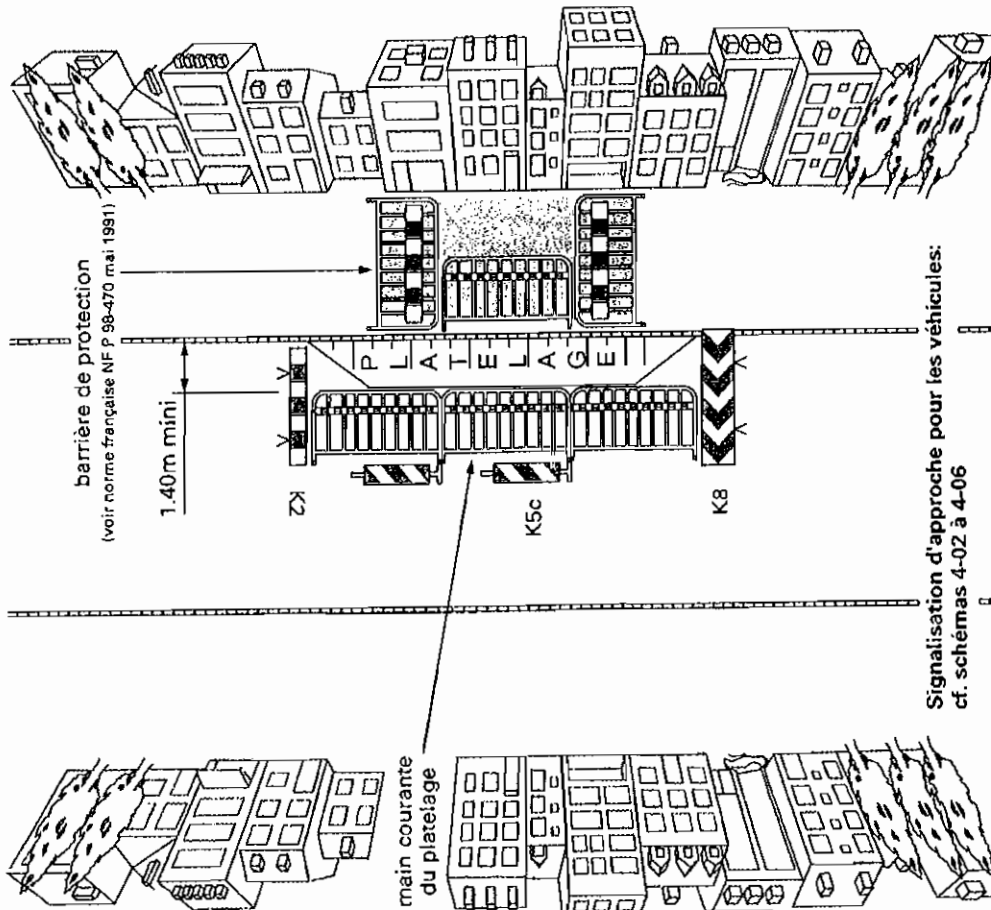 barrière de protection
(voir norme française NF P 98-470 mai 1991)
1.40m mini
K2
PLATELAGE
K5c
K8
main courante
du platelage
Signalisation d'approche pour les véhicules:
cf. schémas 4-02 à 4-06